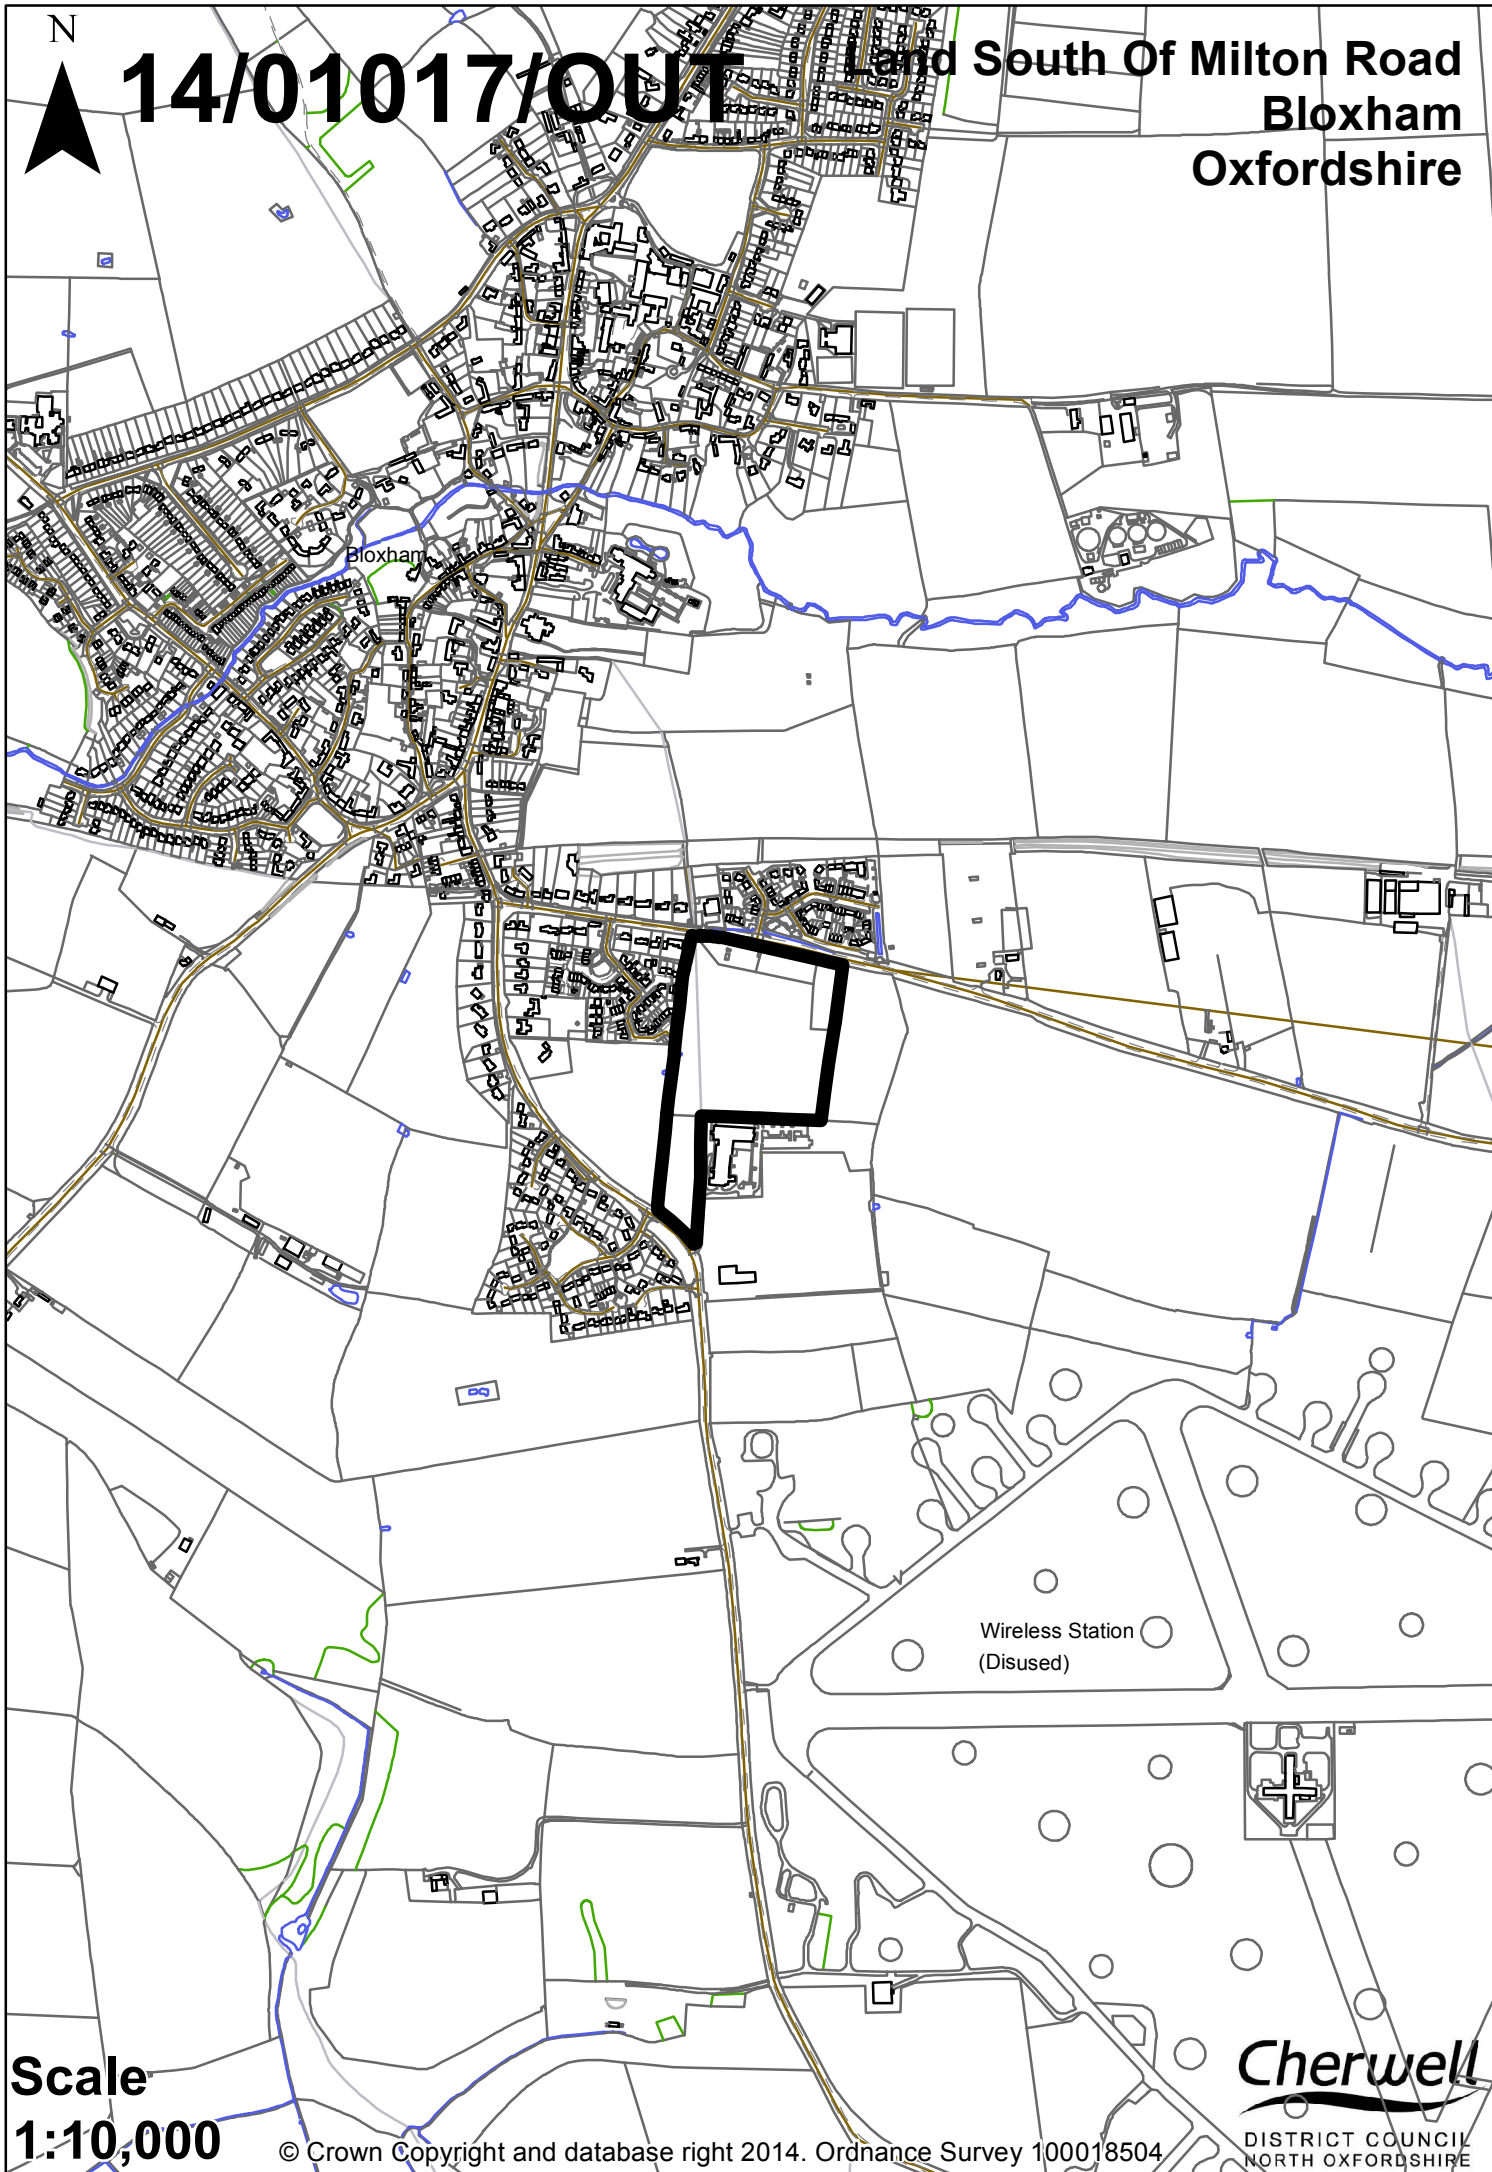 N
14/01017/OUT
Land South Of Milton Road
Bloxham
Oxfordshire
Bloxham
Wireless Station
(Disused)
Scale
1:10,000
© Crown Copyright and database right 2014. Ordnance Survey 100018504
Cherwell
DISTRICT COUNCIL
NORTH OXFORDSHIRE